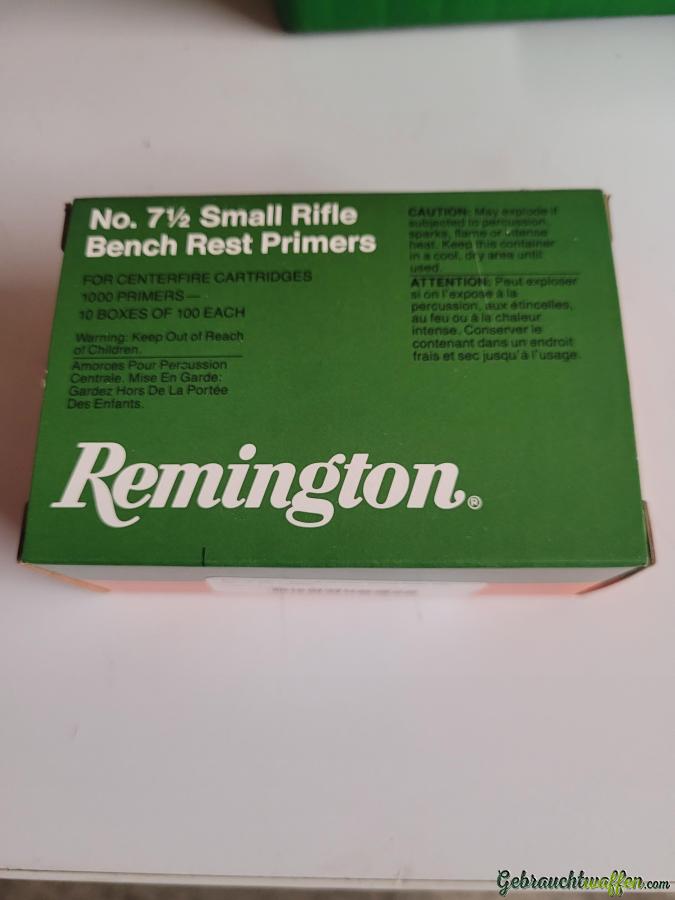 No. 7½ Small Rifle
Bench Rest Primers
FOR CENTERFIRE CARTRIDGES
1000 PRIMERS—
10 BOXES OF 100 EACH
Warning: Keep Out of Reach
of Children.
Amorces Pour Percussion
Centrale. Mise En Garde:
Gardez Hors De La Portée
Des Enfants.
CAUTION: May explode if
subjected to percussion,
sparks, flame or intense
heat. Keep this container
in a cool, dry area until
used.
ATTENTION: Peut exploser
si on l'expose à la
percussion, aux étincelles,
au feu ou à la chaleur
intense. Conserver le
contenant dans un endroit
frais et sec jusqu'à l'usage.
Remington®
Gebrauchtwaffen.com